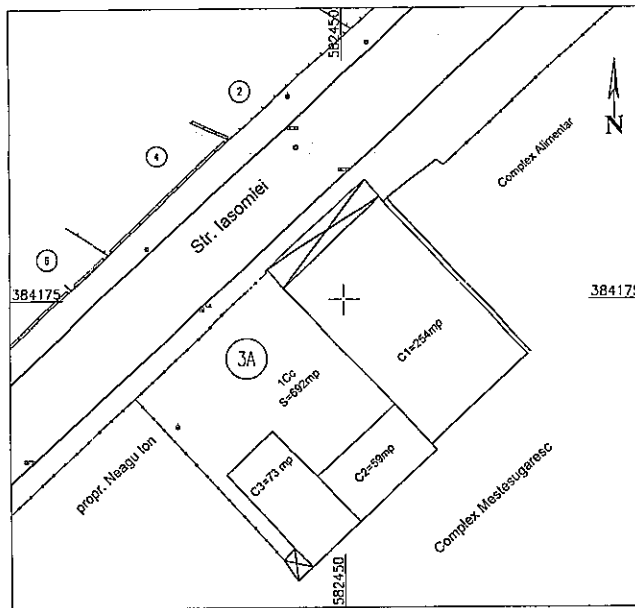 582450
2
N
4
Complex Alimentar
Str. Iasomiei
6
384175
384175
3A
C1=254mp
1Cc
S=692mp
propr. Neagu Ion
C3=73 mp
C2=59mp
Complex Mestesugaresc
582450